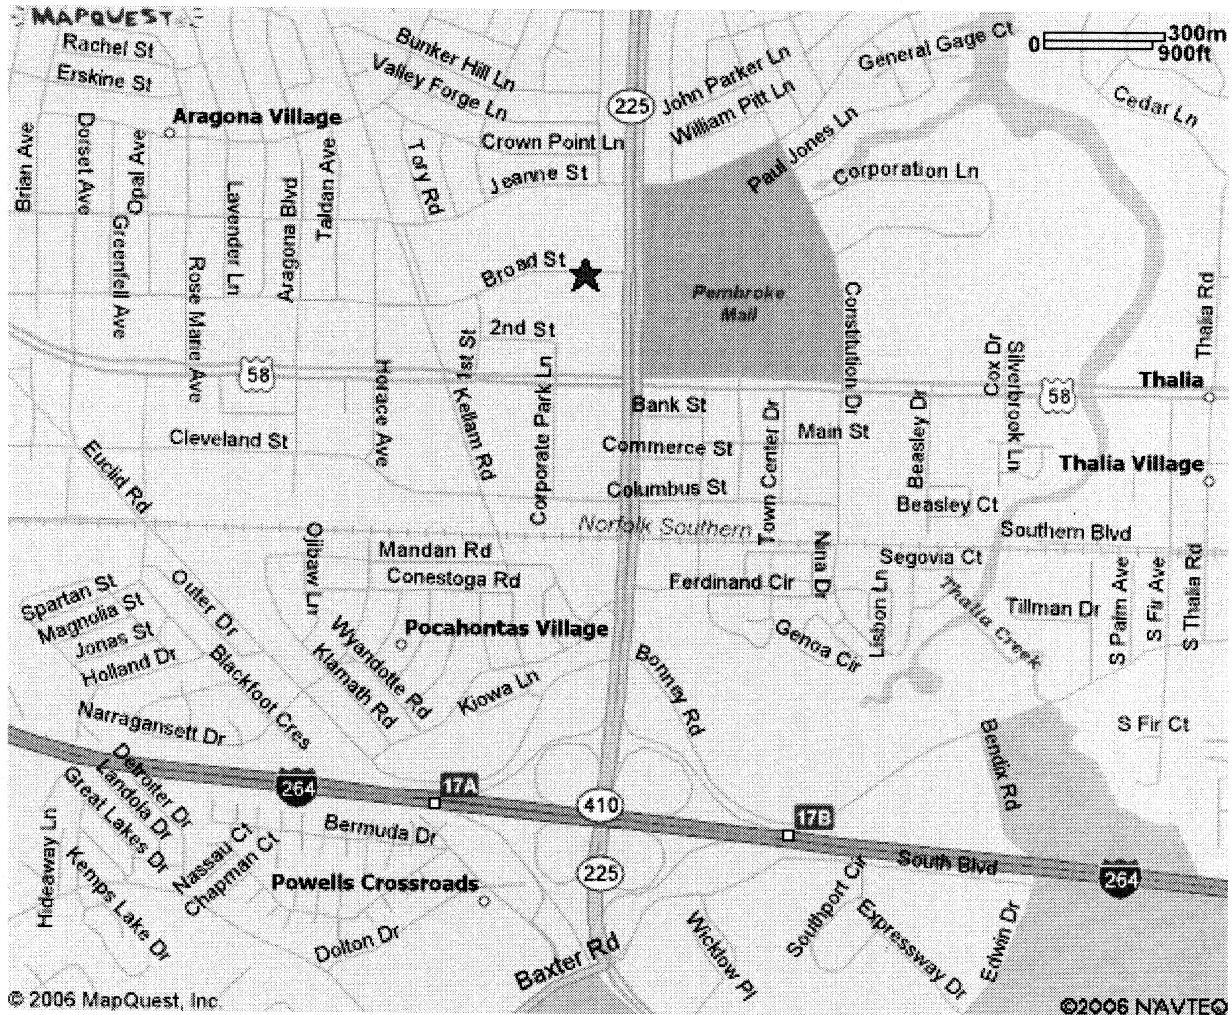 MAPQUEST
Rachel St
Erskine St
Aragona Village
Brian Ave
Dorset Ave
Opal Ave
Greenfell Ave
Rose Marie Ave
Lavender Ln
Aragona Blvd
Taldan Ave
Bunker Hill Ln
Valley Forge Ln
Crown Point Ln
Jeanne St
Tory Rd
225
John Parker Ln
William Pitt Ln
Paul Jones Ln
General Gage Ct
Corporation Ln
0
300m
900ft
Cedar Ln
Broad St
2nd St
1st St
Pembroke
Mall
Constitution Dr
Thalia Rd
58
Horace Ave
Kellam Rd
Corporate Park Ln
Bank St
Commerce St
Columbus St
Town Center Dr
Main St
Beasley Dr
Cox Dr
Silverbrook Ln
58
Thalia
Thalia Village
Cleveland St
Euclid Rd
Norfolk Southern
Beasley Ct
Southern Blvd
Ojibaw Ln
Mandan Rd
Conestoga Rd
Ferdinand Cir
Nina Dr
Segovia Ct
Lisbon Ln
Genoa Cir
Thalia Creek
Tillman Dr
S Palm Ave
S Fir Ave
S Thalia Rd
Spartan St
Magnolia St
Jonas St
Holland Dr
Outer Dr
Blackfoot Cres
Wyandotte Rd
Klamath Rd
Pocahontas Village
Kiowa Ln
Bonney Rd
Narragansett Dr
S Fir Ct
Bendix Rd
264
17A
410
17B
Detroiter Dr
Landola Dr
Great Lakes Dr
Nassau Ct
Chapman Ct
Bermuda Dr
Hideaway Ln
Kemps Lake Dr
Powells Crossroads
225
South Blvd
264
Southport Cir
Expressway Dr
Edwin Dr
Wicklow Pl
Dolton Dr
Baxter Rd
© 2006 MapQuest, Inc.
©2006 NAVTEQ